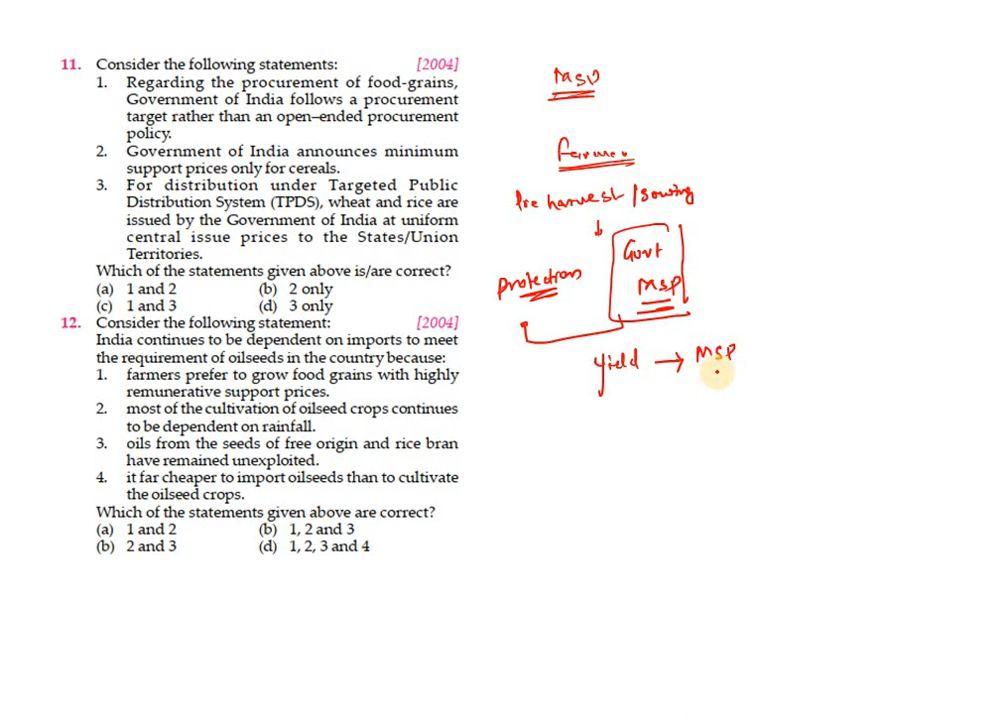 11. Consider the following statements: [2004]
1. Regarding the procurement of food-grains,
Government of India follows a procurement
target rather than an open–ended procurement
policy.
2. Government of India announces minimum
support prices only for cereals.
3. For distribution under Targeted Public
Distribution System (TPDS), wheat and rice are
issued by the Government of India at uniform
central issue prices to the States/Union
Territories.
Which of the statements given above is/are correct?
(a) 1 and 2 (b) 2 only
(c) 1 and 3 (d) 3 only
12. Consider the following statement: [2004]
India continues to be dependent on imports to meet
the requirement of oilseeds in the country because:
1. farmers prefer to grow food grains with highly
remunerative support prices.
2. most of the cultivation of oilseed crops continues
to be dependent on rainfall.
3. oils from the seeds of free origin and rice bran
have remained unexploited.
4. it far cheaper to import oilseeds than to cultivate
the oilseed crops.
Which of the statements given above are correct?
(a) 1 and 2 (b) 1, 2 and 3
(b) 2 and 3 (d) 1, 2, 3 and 4
MSP
Farmer
Pre harvest / Sowing
Govt
MSP
Protection
Yield → MSP